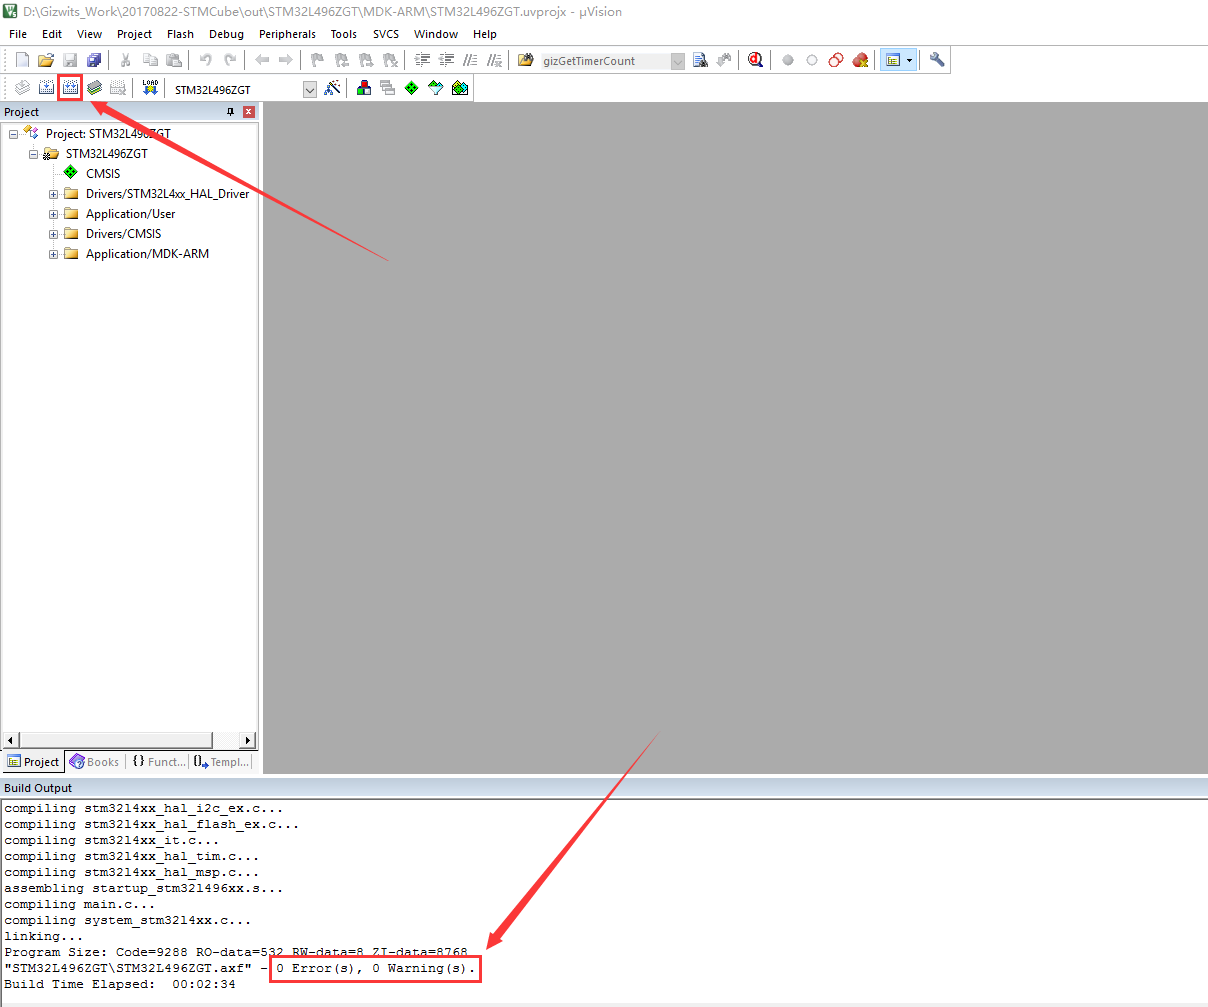 D:\Gizwits_Work\20170822-STMCube\out\STM32L496ZGT\MDK-ARM\STM32L496ZGT.uvprojx - µVision
File Edit View Project Flash Debug Peripherals Tools SVCS Window Help
gizGetTimerCount
LOAD STM32L496ZGT
Project
Project: STM32L496ZGT
STM32L496ZGT
CMSIS
Drivers/STM32L4xx_HAL_Driver
Application/User
Drivers/CMSIS
Application/MDK-ARM
Project Books {} Funct... Templ...
Build Output
compiling stm32l4xx_hal_i2c_ex.c...
compiling stm32l4xx_hal_flash_ex.c...
compiling stm32l4xx_it.c...
compiling stm32l4xx_hal_tim.c...
compiling stm32l4xx_hal_msp.c...
assembling startup_stm32l496xx.s...
compiling main.c...
compiling system_stm32l4xx.c...
linking...
Program Size: Code=9288 RO-data=532 RW-data=8 ZI-data=8768
"STM32L496ZGT\STM32L496ZGT.axf" - 0 Error(s), 0 Warning(s).
Build Time Elapsed:  00:02:34